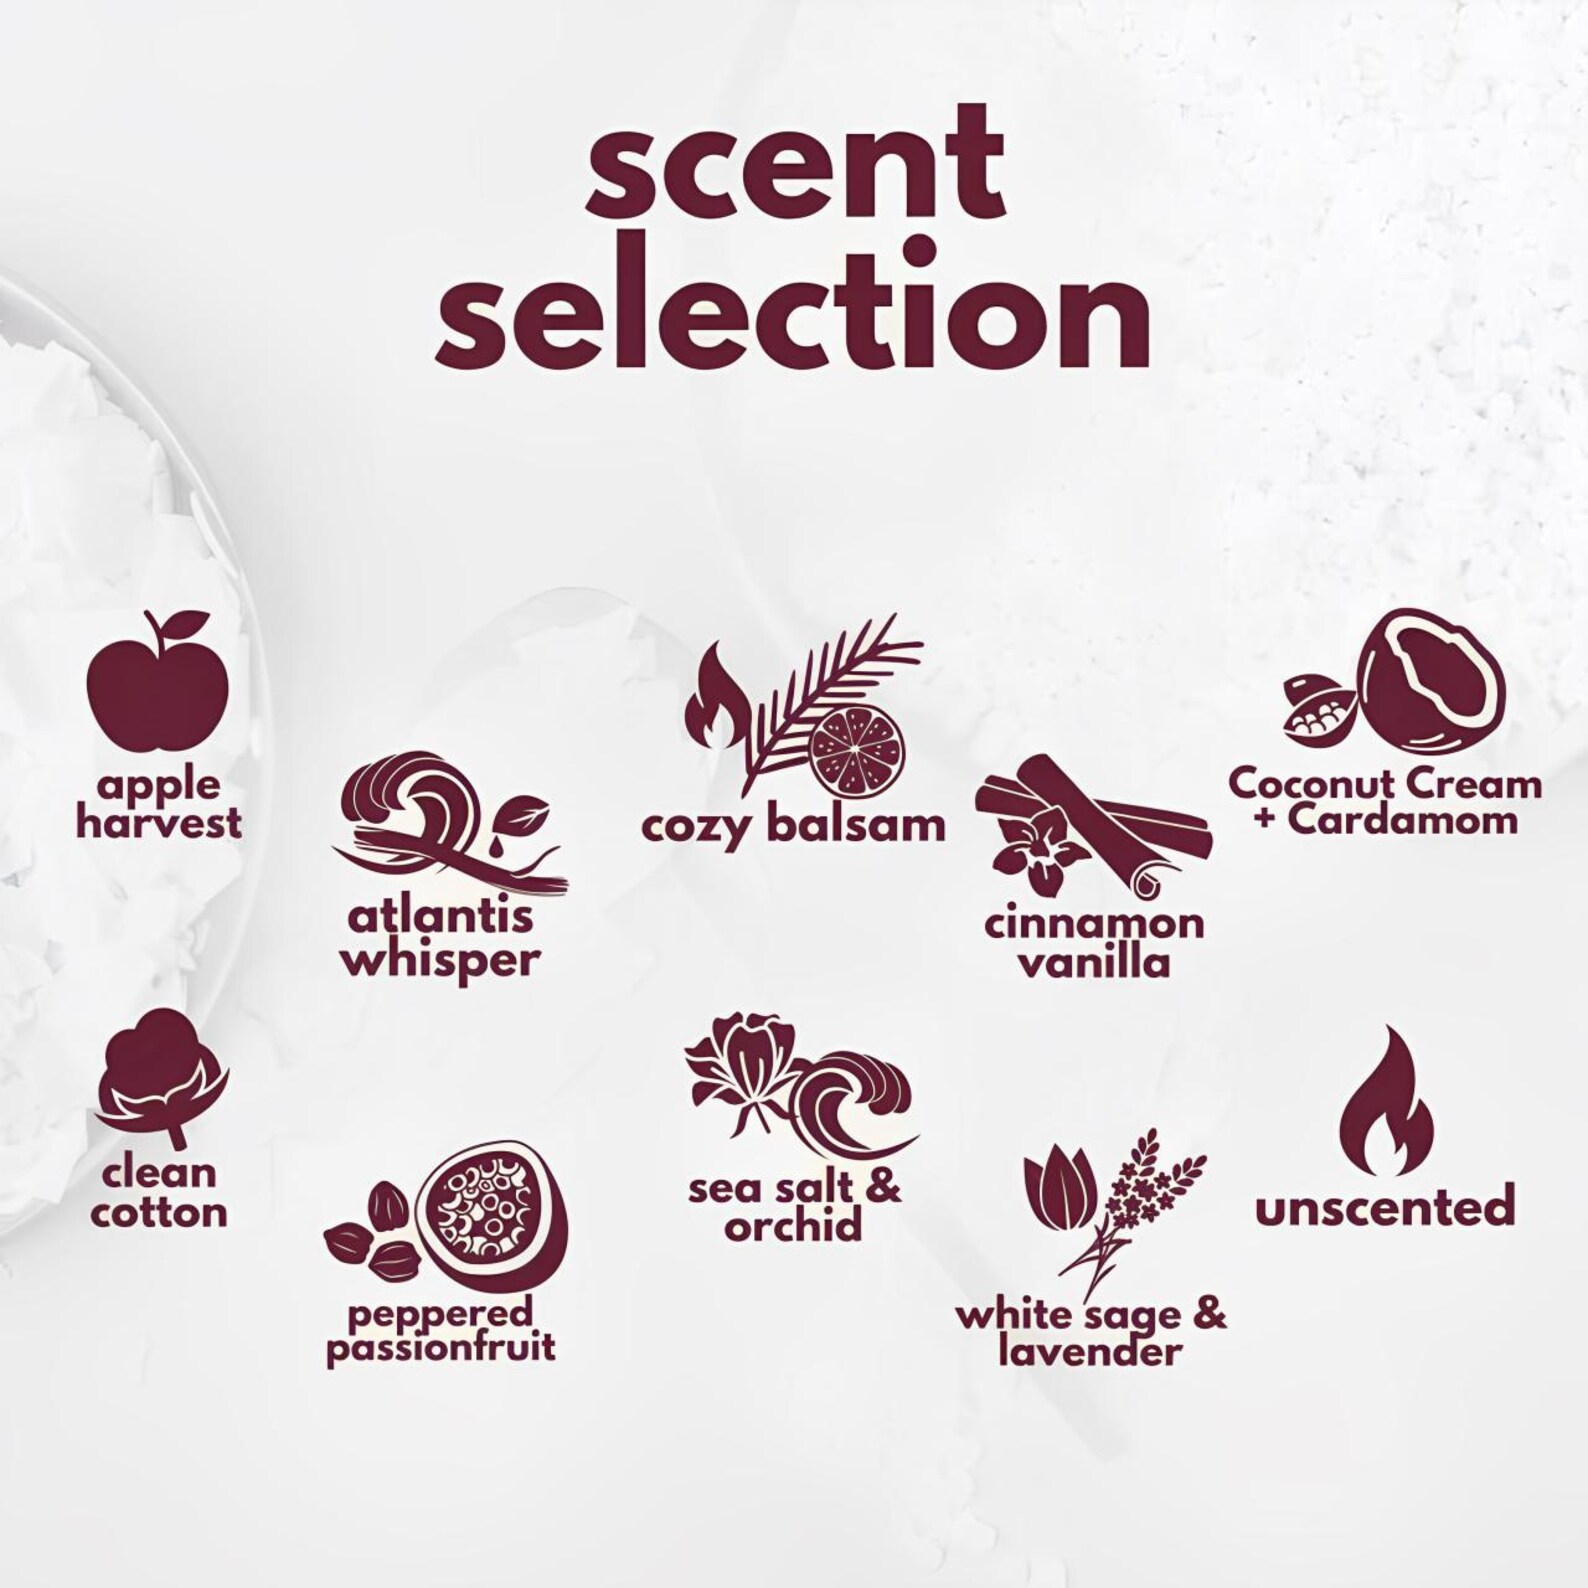 scent
selection
apple
harvest
atlantis
whisper
cozy balsam
cinnamon
vanilla
Coconut Cream
+ Cardamom
clean
cotton
peppered
passionfruit
sea salt &
orchid
white sage &
lavender
unscented